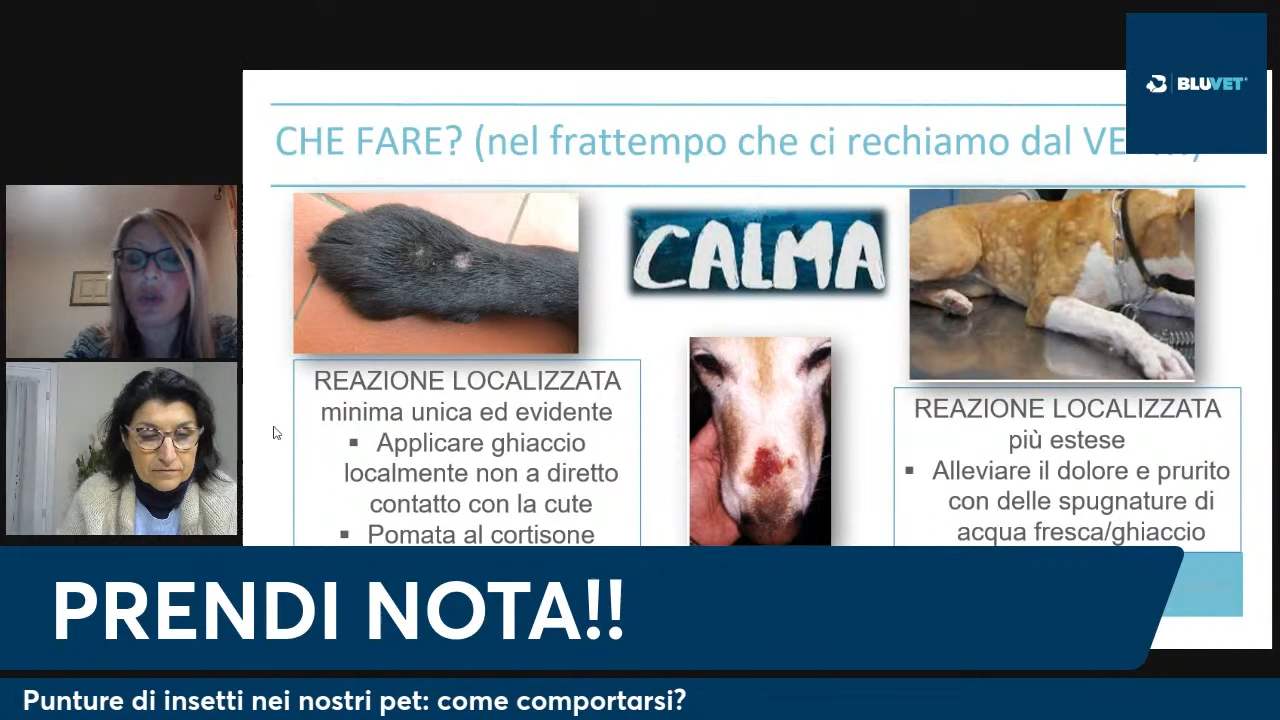 BLUVET
CHE FARE? (nel frattempo che ci rechiamo dal
CALMA
REAZIONE LOCALIZZATA
minima unica ed evidente
▪ Applicare ghiaccio
localmente non a diretto
contatto con la cute
▪ Pomata al cortisone
REAZIONE LOCALIZZATA
più estese
▪ Alleviare il dolore e prurito
con delle spugnature di
acqua fresca/ghiaccio
PRENDI NOTA!!
Punture di insetti nei nostri pet: come comportarsi?